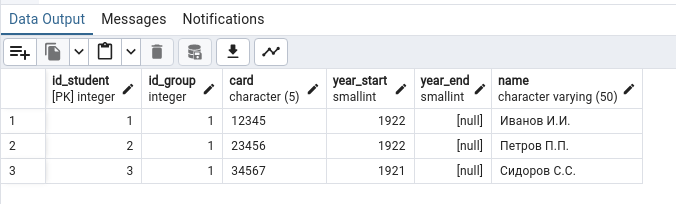 Data Output Messages Notifications
id_student id_group card year_start year_end name
[PK] integer integer character (5) smallint smallint character varying (50)
1 1 1 12345 1922 [null] Иванов И.И.
2 2 1 23456 1922 [null] Петров П.П.
3 3 1 34567 1921 [null] Сидоров С.С.